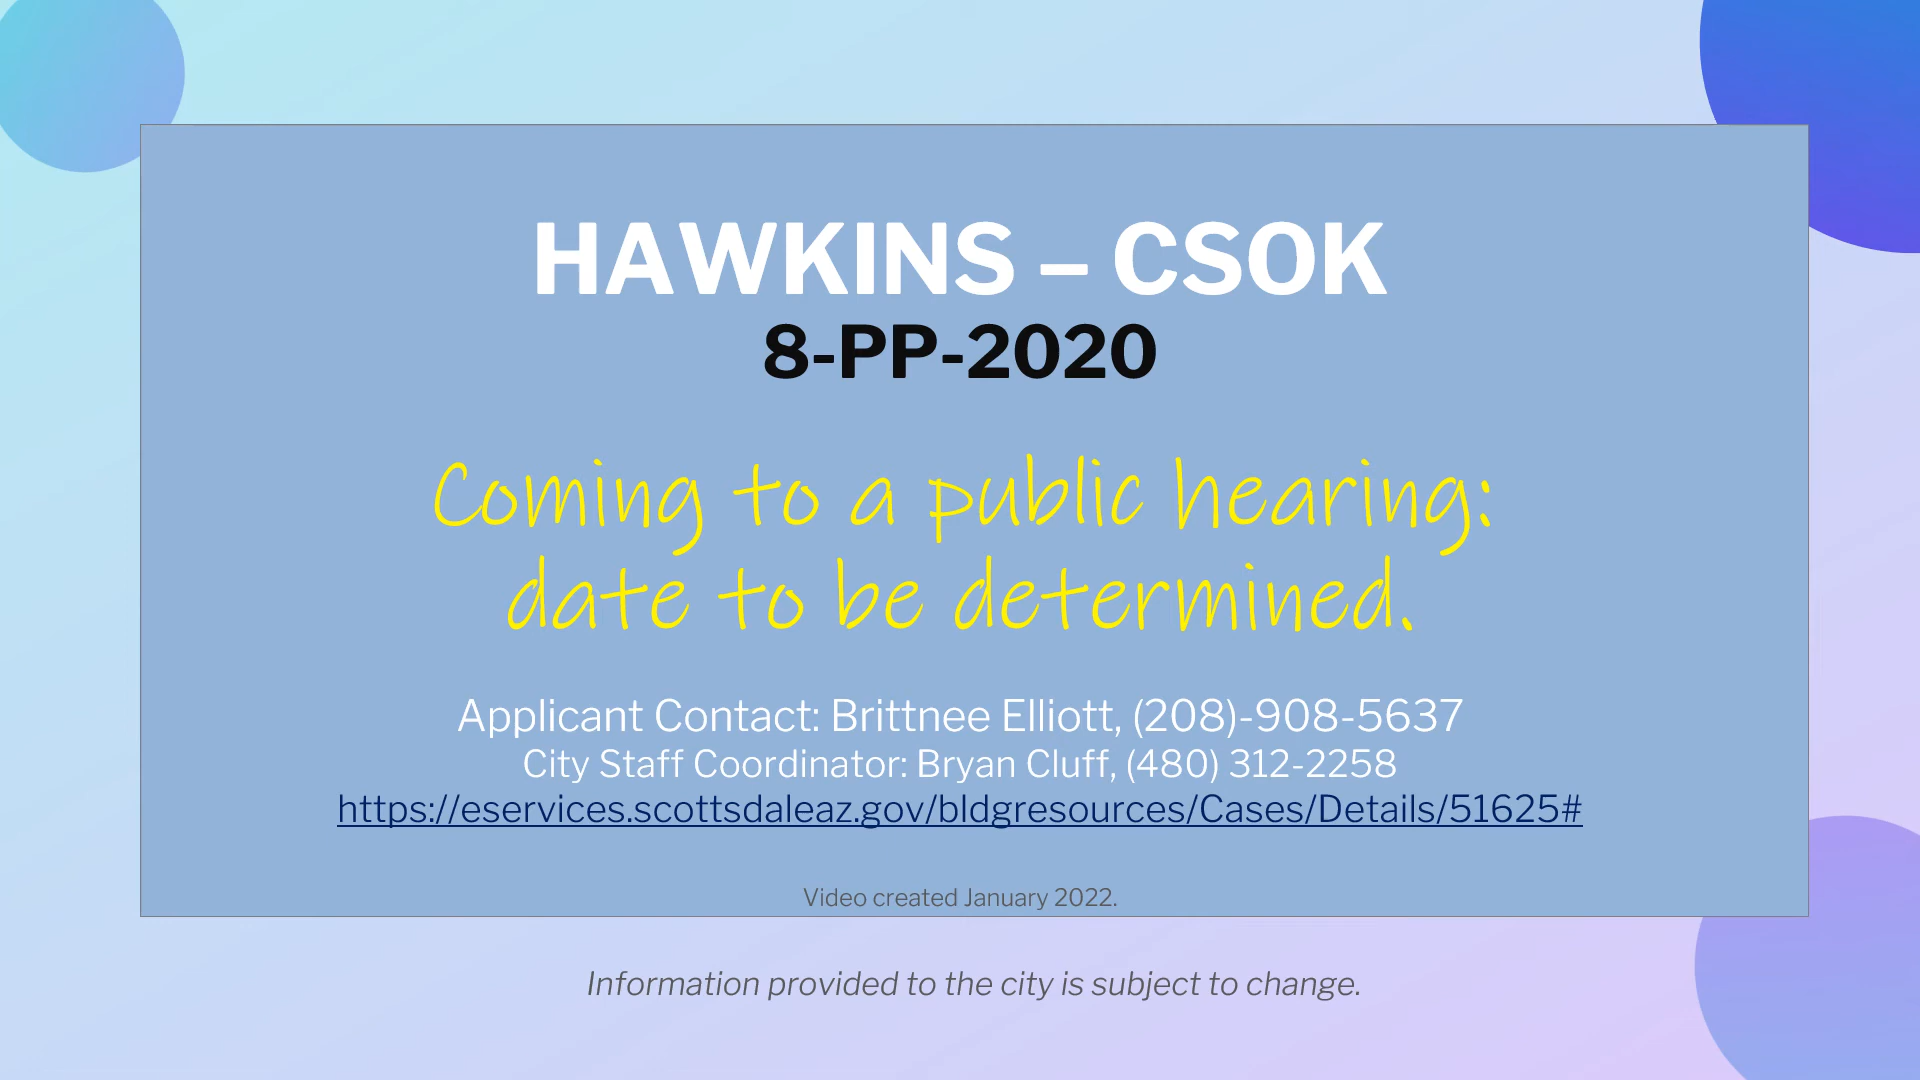 HAWKINS – CSOK
8-PP-2020
Coming to a public hearing:
date to be determined.
Applicant Contact: Brittnee Elliott, (208)-908-5637
City Staff Coordinator: Bryan Cluff, (480) 312-2258
https://eservices.scottsdaleaz.gov/bldgresources/Cases/Details/51625#
Video created January 2022.
Information provided to the city is subject to change.